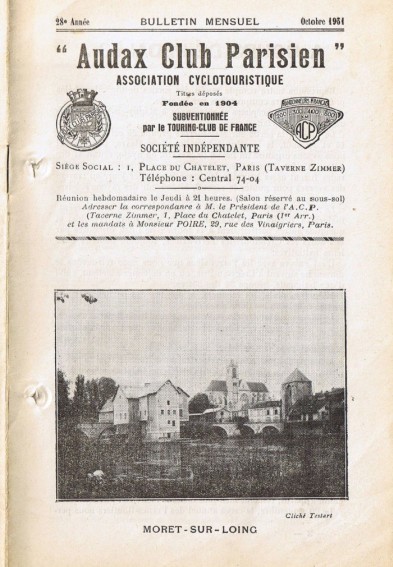 28e Année BULLETIN MENSUEL Octobre 1931
“ Audax Club Parisien ”
ASSOCIATION CYCLOTOURISTIQUE
Titres déposés
Fondée en 1904
SUBVENTIONNÉE
par le TOURING-CLUB DE FRANCE
ACP
SOCIÉTÉ INDÉPENDANTE
SIÈGE SOCIAL : 1, PLACE DU CHATELET, PARIS (TAVERNE ZIMMER)
Téléphone : Central 74-04
Réunion hebdomadaire le Jeudi à 21 heures. (Salon réservé au sous-sol)
Adresser la correspondance à M. le Président de l'A.C.P.
(Taverne Zimmer, 1, Place du Chatelet, Paris (1er Arr.)
et les mandats à Monsieur POIRE, 29, rue des Vinaigriers, Paris.
Cliché Testart
MORET-SUR-LOING